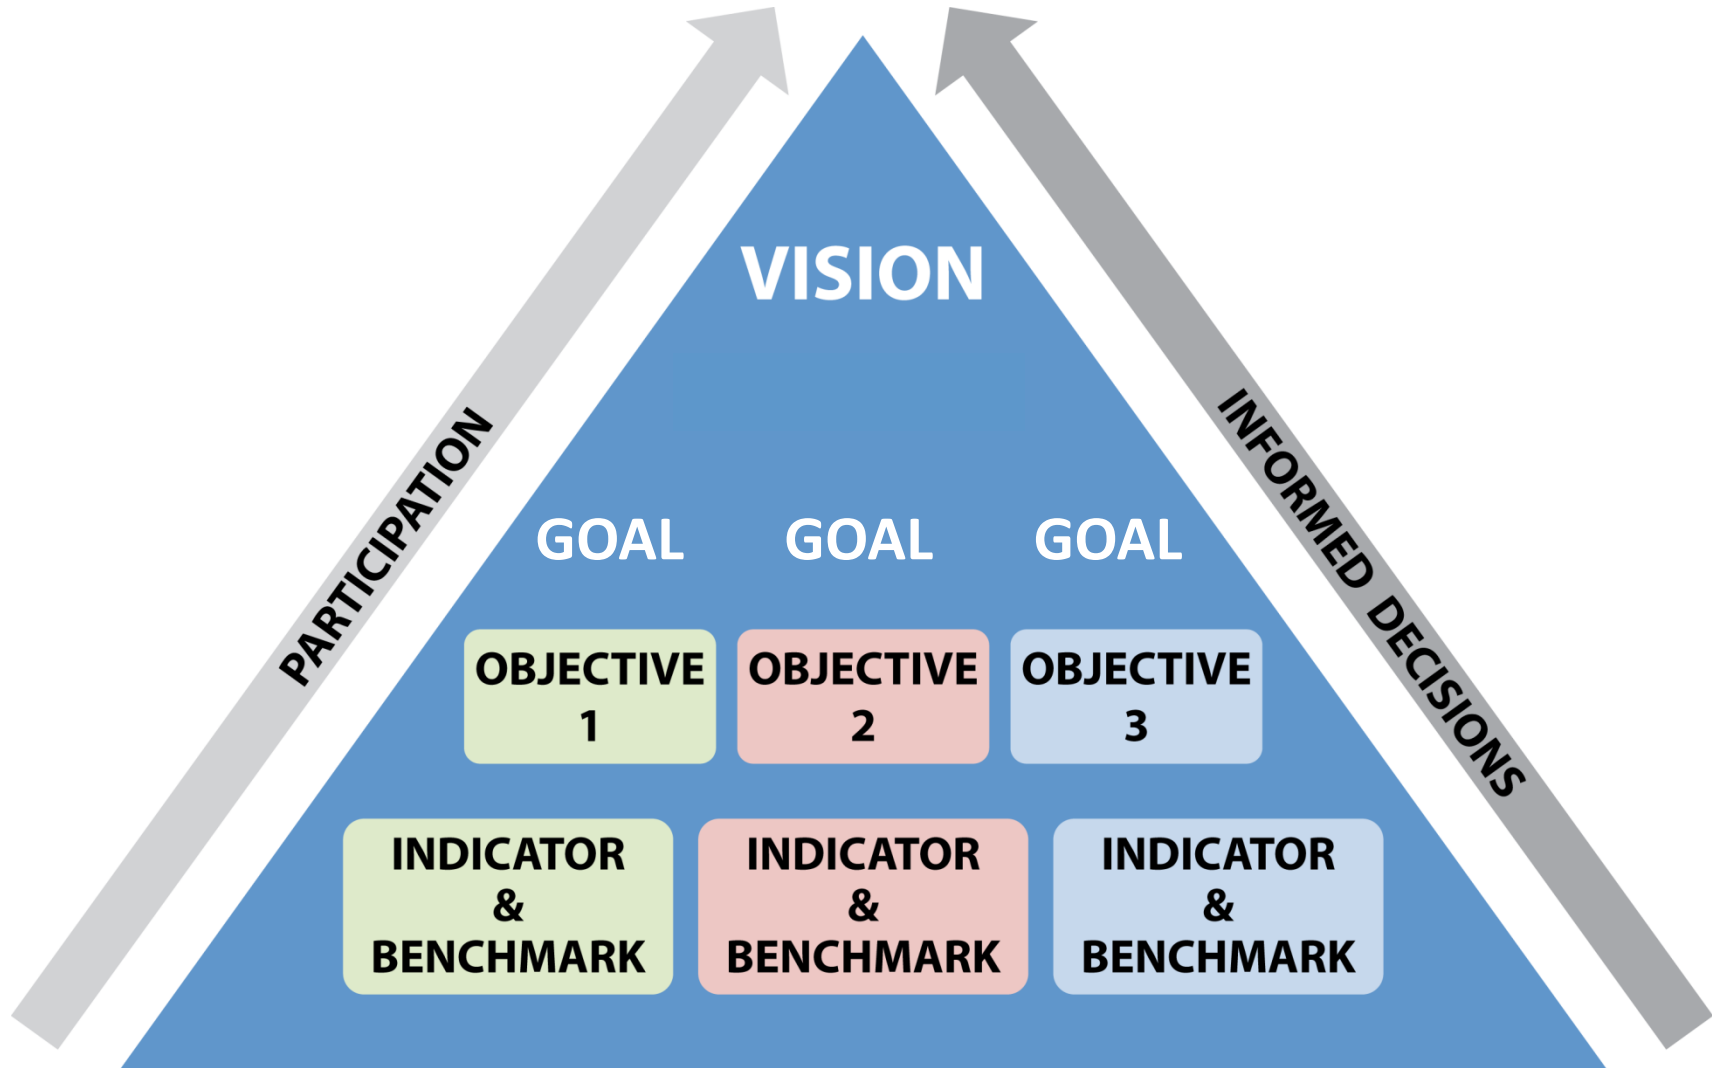 VISION
PARTICIPATION
INFORMED DECISIONS
GOAL GOAL GOAL
OBJECTIVE
1
OBJECTIVE
2
OBJECTIVE
3
INDICATOR
&
BENCHMARK
INDICATOR
&
BENCHMARK
INDICATOR
&
BENCHMARK